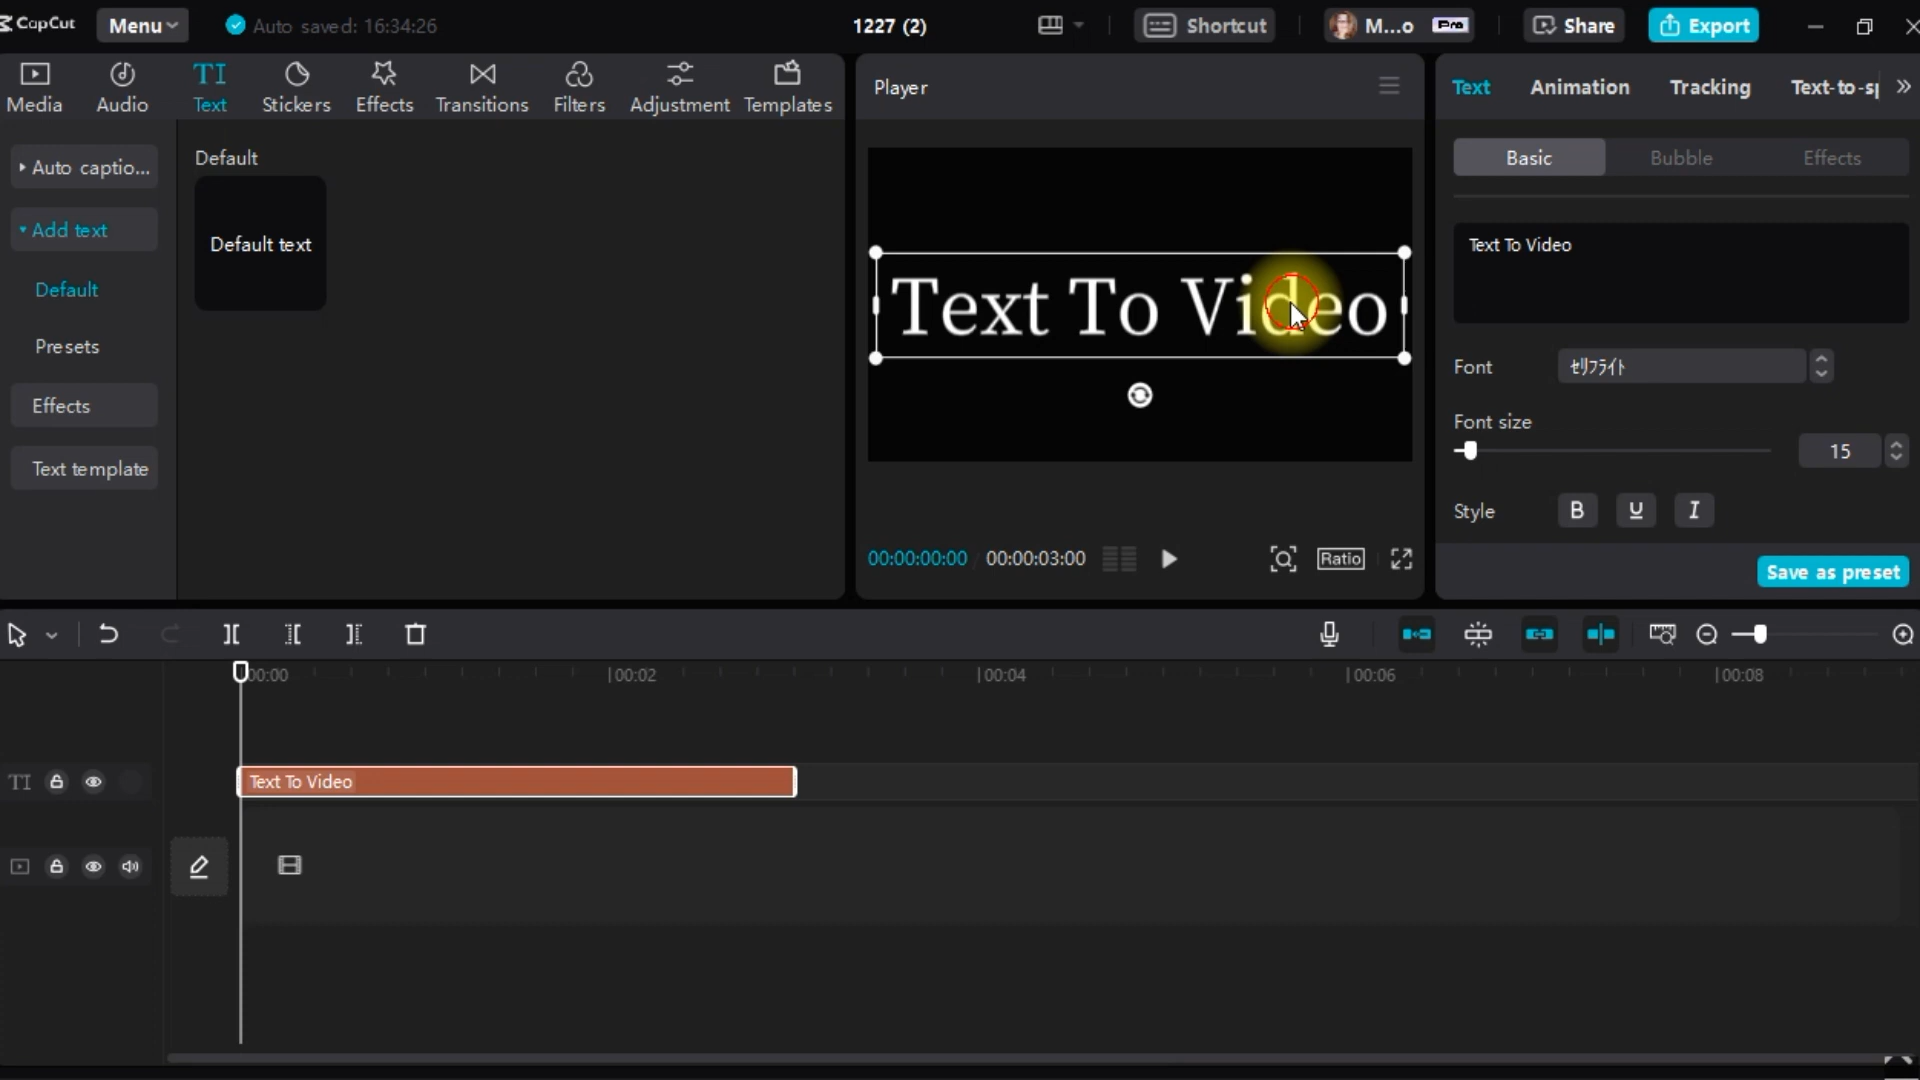 CapCut
Menu
Auto saved: 16:34:26
1227 (2)
Shortcut
M...o
Pro
Share
Export
Media
Audio
TI
Text
Stickers
Effects
Transitions
Filters
Adjustment
Templates
Player
Text
Animation
Tracking
Text-to-s
Auto captio...
Add text
Default
Presets
Effects
Text template
Default
Default text
Text To Video
00:00:00:00
00:00:03:00
Ratio
Basic
Bubble
Effects
Text To Video
Font
ｾﾘﾌﾗｲﾄ
Font size
15
Style
B
U
I
Save as preset
00:00
00:02
00:04
00:06
00:08
TI
Text To Video